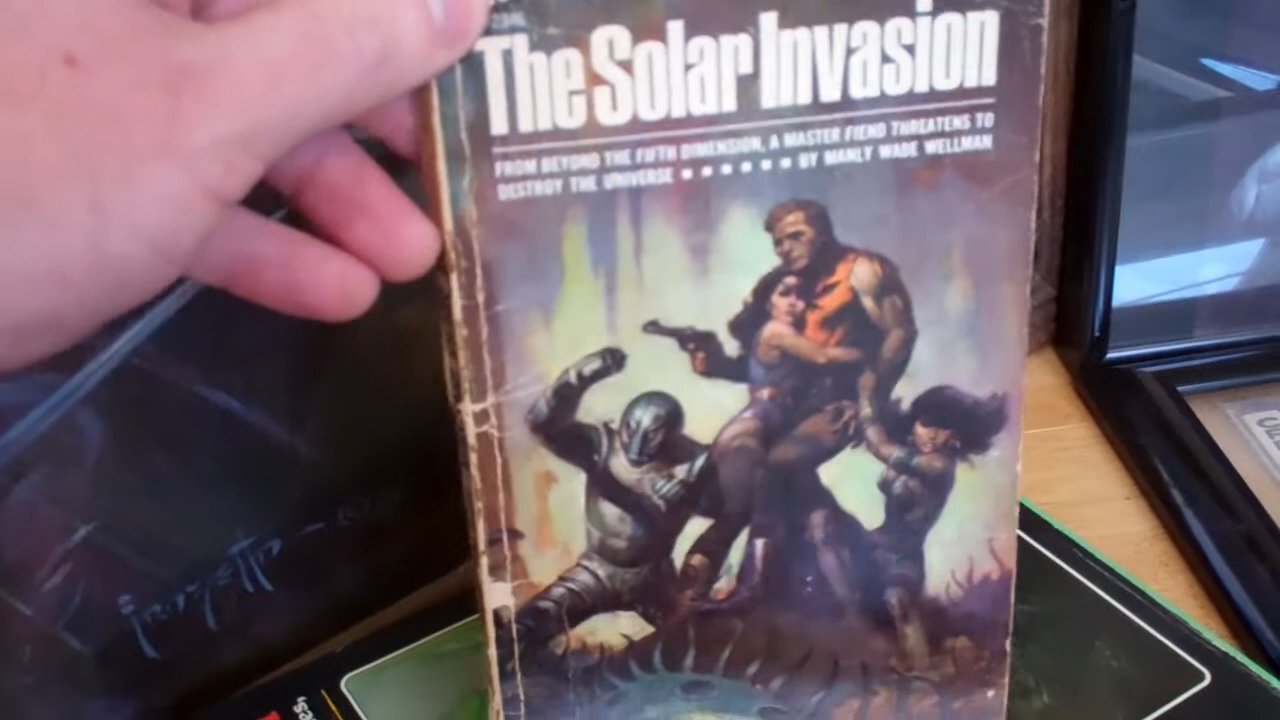 The Solar Invasion
FROM BEYOND THE FIFTH DIMENSION, A MASTER FIEND THREATENS TO
DESTROY THE UNIVERSE ▪ ▪ ▪ ▪ ▪ ▪ ▪ BY MANLY WADE WELLMAN
Frazetta